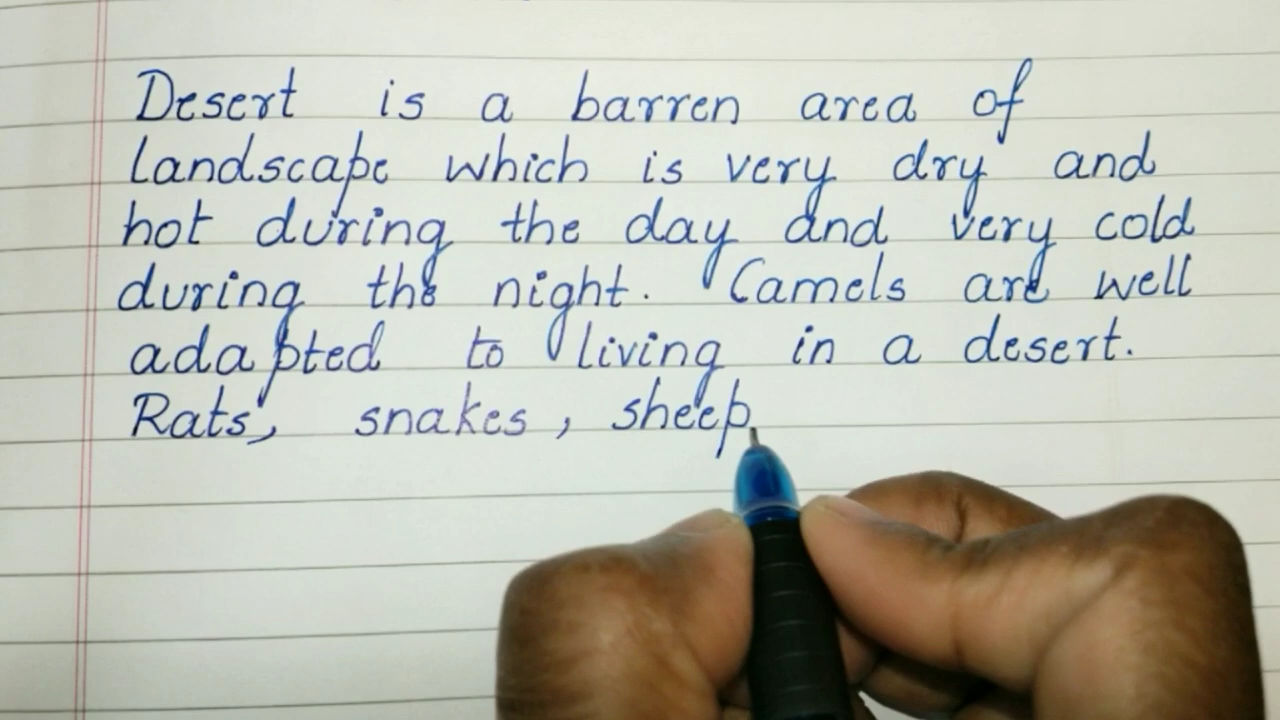 Desert is a barren area of
landscape which is very dry and
hot during the day and very cold
during the night. Camels are well
adapted to living in a desert.
Rats, snakes, sheep